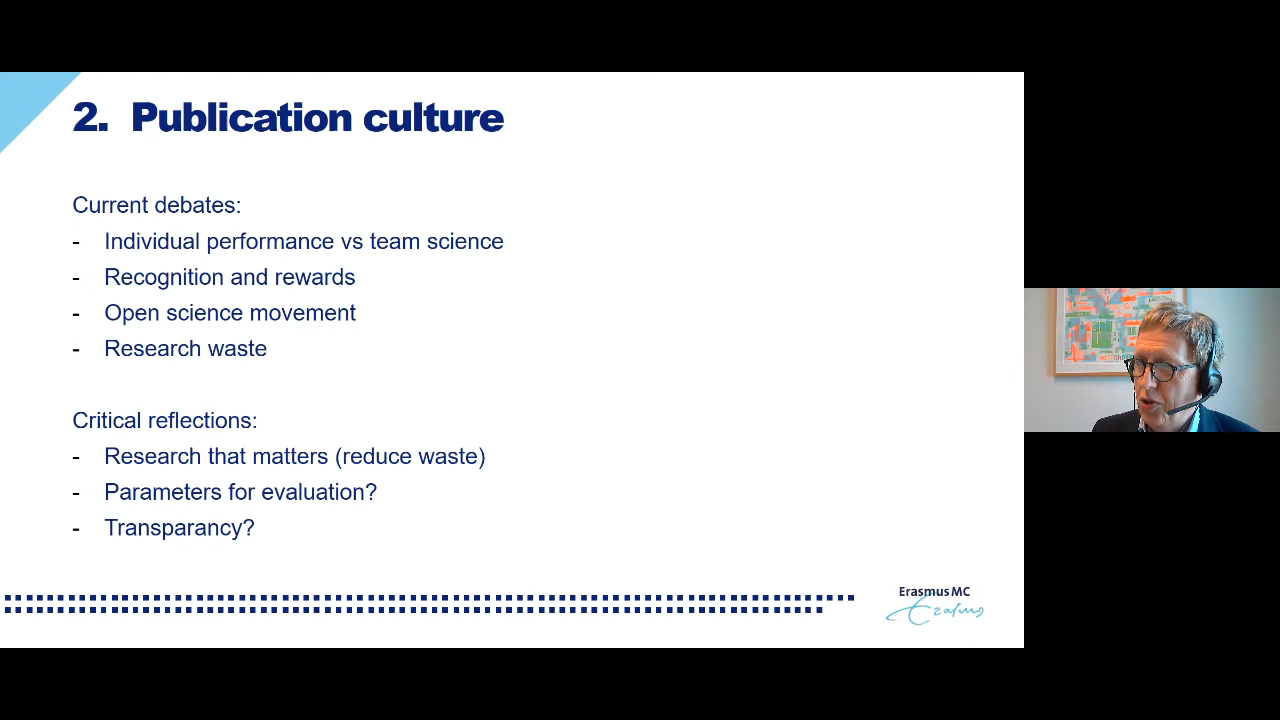 2. Publication culture
Current debates:
- Individual performance vs team science
- Recognition and rewards
- Open science movement
- Research waste
Critical reflections:
- Research that matters (reduce waste)
- Parameters for evaluation?
- Transparancy?
Erasmus MC
Erasmus